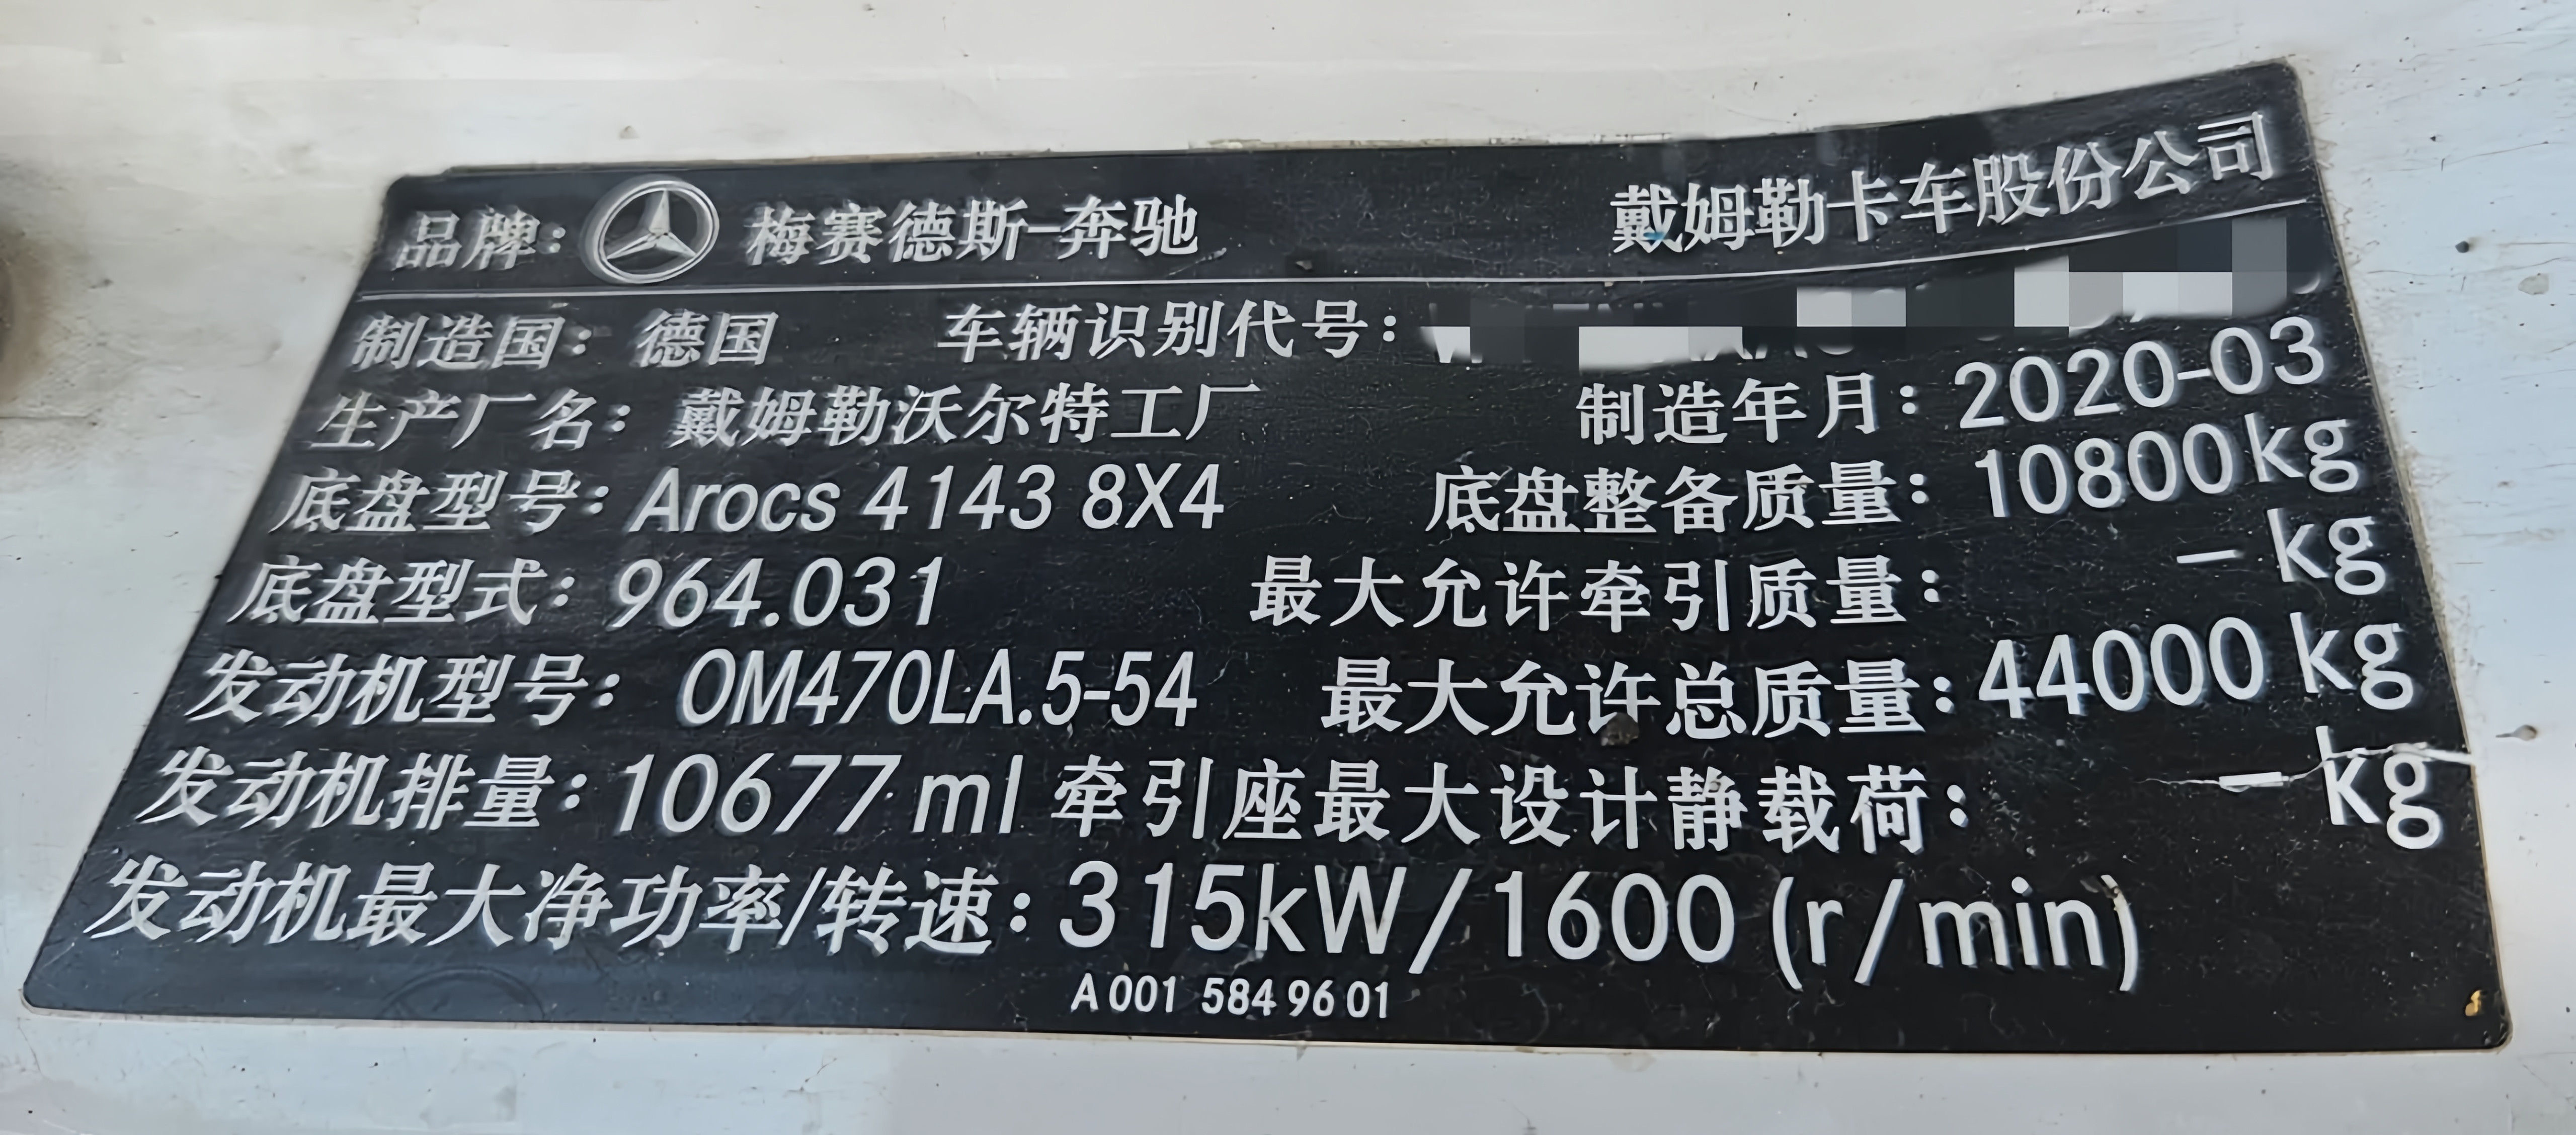 品牌: 梅赛德斯-奔驰 戴姆勒卡车股份公司
制造国: 德国 车辆识别代号:
生产厂名: 戴姆勒沃尔特工厂 制造年月: 2020-03
底盘型号: Arocs 4143 8X4 底盘整备质量: 10800kg
底盘型式: 964.031 最大允许牵引质量: – kg
发动机型号: OM470LA.5-54 最大允许总质量: 44000 kg
发动机排量: 10677 ml 牵引座最大设计静载荷: – kg
发动机最大净功率/转速: 315kW/1600 (r/min)
A 001 584 96 01